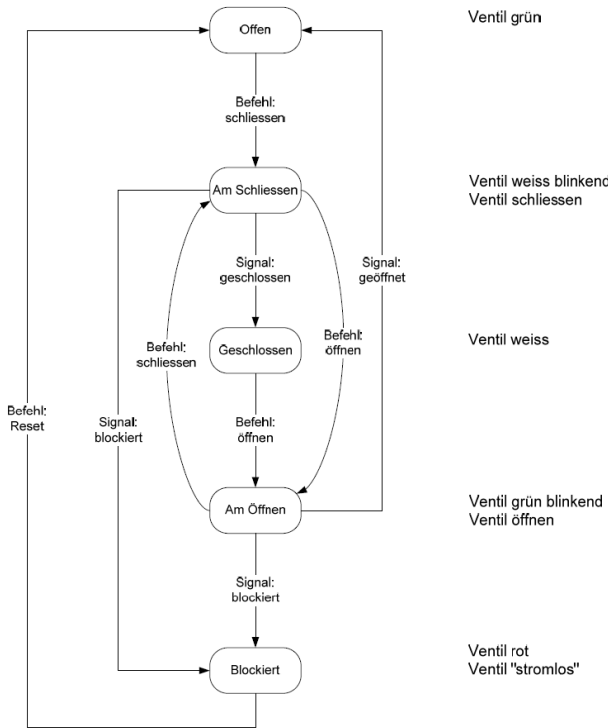 Offen
Ventil grün
Befehl:
schliessen
Am Schliessen
Ventil weiss blinkend
Ventil schliessen
Signal:
geschlossen
Signal:
geöffnet
Befehl:
schliessen
Geschlossen
Befehl:
öffnen
Ventil weiss
Befehl:
Reset
Signal:
blockiert
Befehl:
öffnen
Am Öffnen
Ventil grün blinkend
Ventil öffnen
Signal:
blockiert
Blockiert
Ventil rot
Ventil "stromlos"